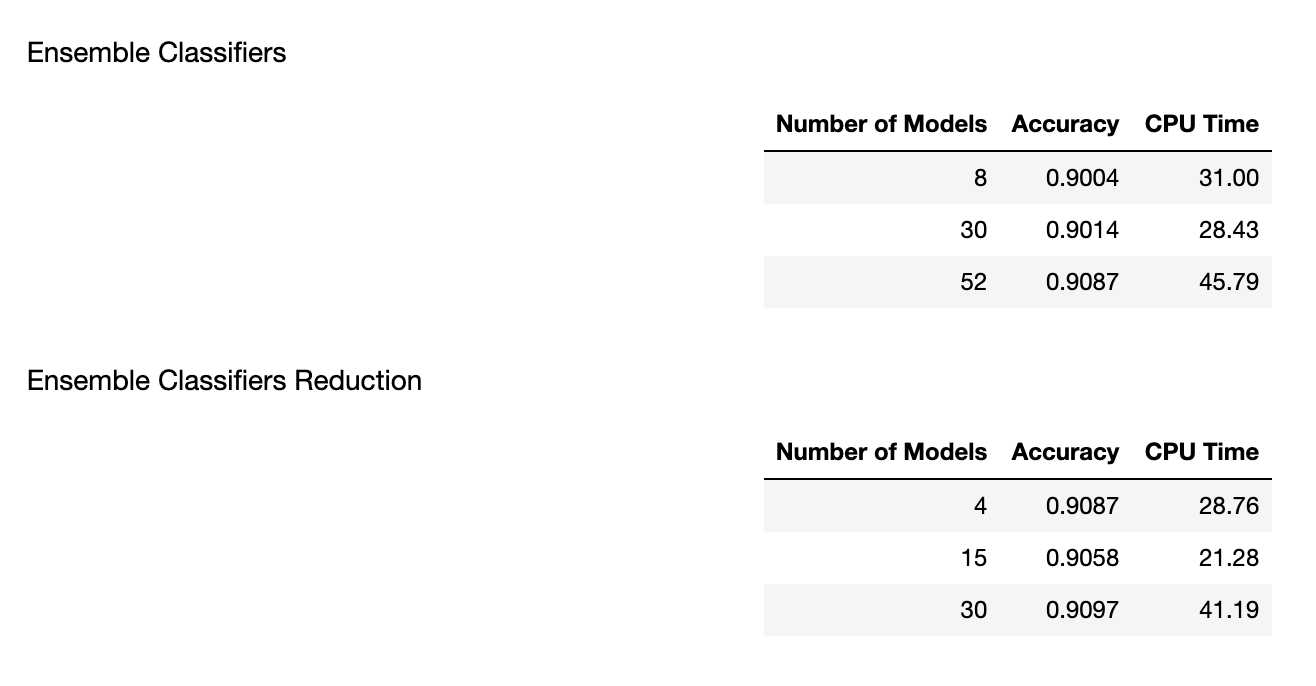 Ensemble Classifiers
Number of Models Accuracy CPU Time
8 0.9004 31.00
30 0.9014 28.43
52 0.9087 45.79
Ensemble Classifiers Reduction
Number of Models Accuracy CPU Time
4 0.9087 28.76
15 0.9058 21.28
30 0.9097 41.19